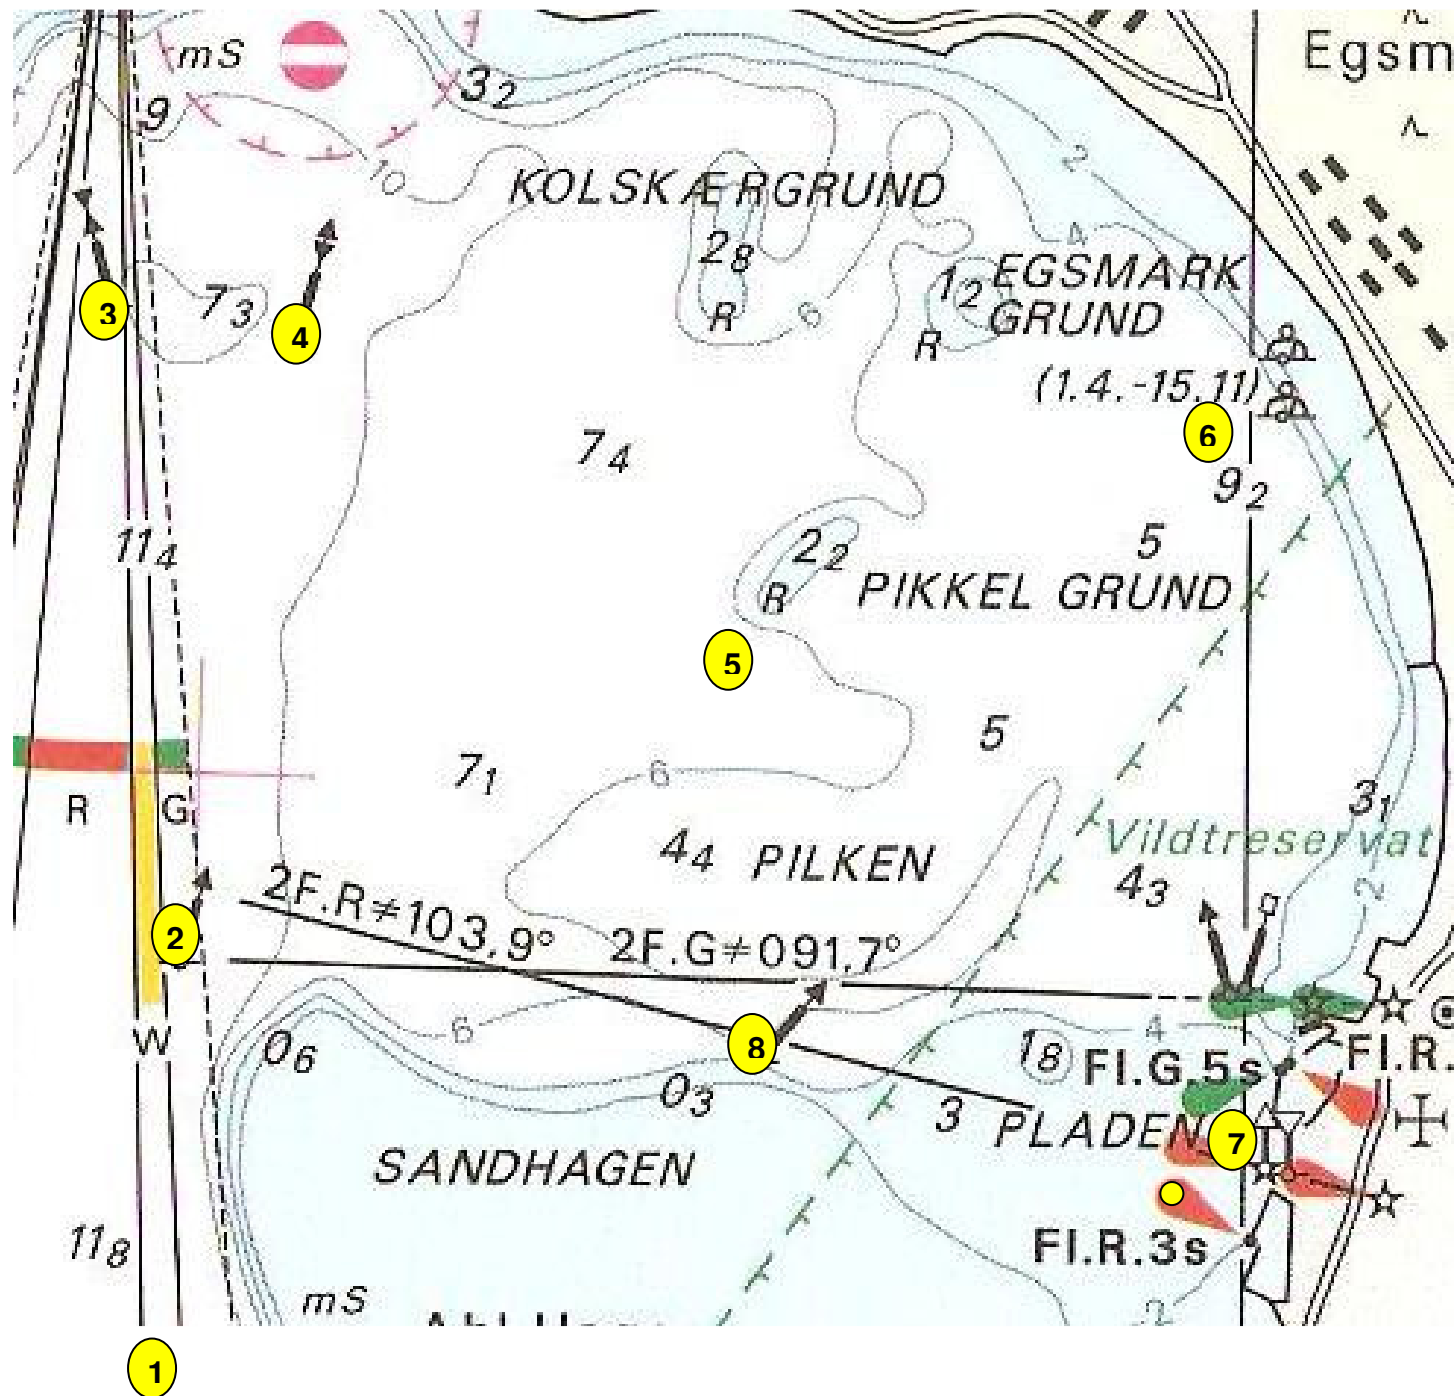 Egsm
mS
9
3₂
10
2
KOLSKÆRGRUND
4
2₈
R
6
1₂ EGSMARK
GRUND
R
3
7₃
4
(1.4.-15.11)
6
7₄
9₂
11₄
2₂
R
5
PIKKEL GRUND
5
5
7₁
6
3₁
R
G
Vildtreservat
4₄ PILKEN
4₃
2
2F.R≠103,9°
2F.G≠091,7°
2
6
W
0₆
8
4
1₈
Fl.G.5s
Fl.R.
0₃
3
PLADEN
7
SANDHAGEN
11₈
Fl.R.3s
mS
2
1